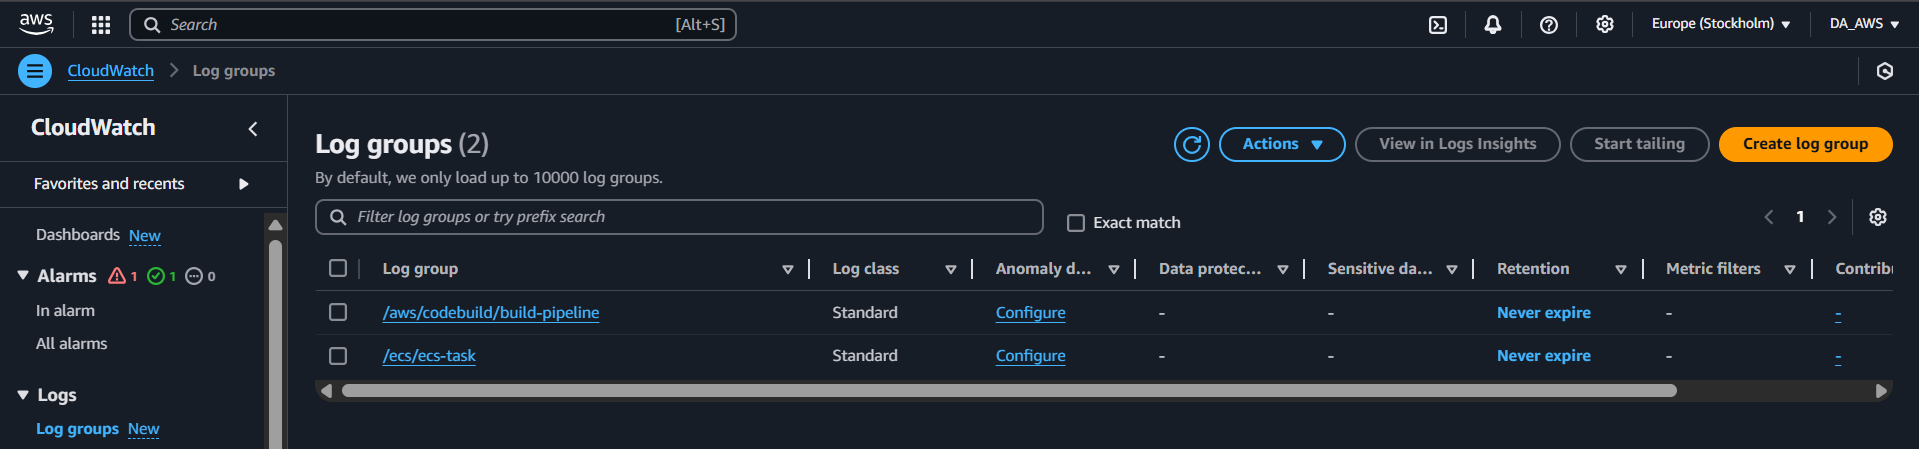 aws
Search [Alt+S]
Europe (Stockholm)
DA_AWS
CloudWatch
Log groups
CloudWatch
Favorites and recents
Dashboards New
Alarms 1 1 0
In alarm
All alarms
Logs
Log groups New
Log groups (2)
Actions
View in Logs Insights
Start tailing
Create log group
By default, we only load up to 10000 log groups.
Filter log groups or try prefix search
Exact match
1
Log group Log class Anomaly d... Data protec... Sensitive da... Retention Metric filters Contribu
/aws/codebuild/build-pipeline Standard Configure - - Never expire - -
/ecs/ecs-task Standard Configure - - Never expire - -